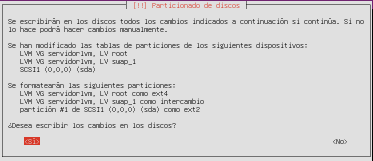 [!!] Particionado de discos
Se escribirán en los discos todos los cambios indicados a continuación si continúa. Si no
lo hace podrá hacer cambios manualmente.
Se han modificado las tablas de particiones de los siguientes dispositivos:
LVM VG servidorlvm, LV root
LVM VG servidorlvm, LV swap_1
SCSI1 (0,0,0) (sda)
Se formatearán las siguientes particiones:
LVM VG servidorlvm, LV root como ext4
LVM VG servidorlvm, LV swap_1 como intercambio
partición #1 de SCSI1 (0,0,0) (sda) como ext2
¿Desea escribir los cambios en los discos?
<Sí> <No>